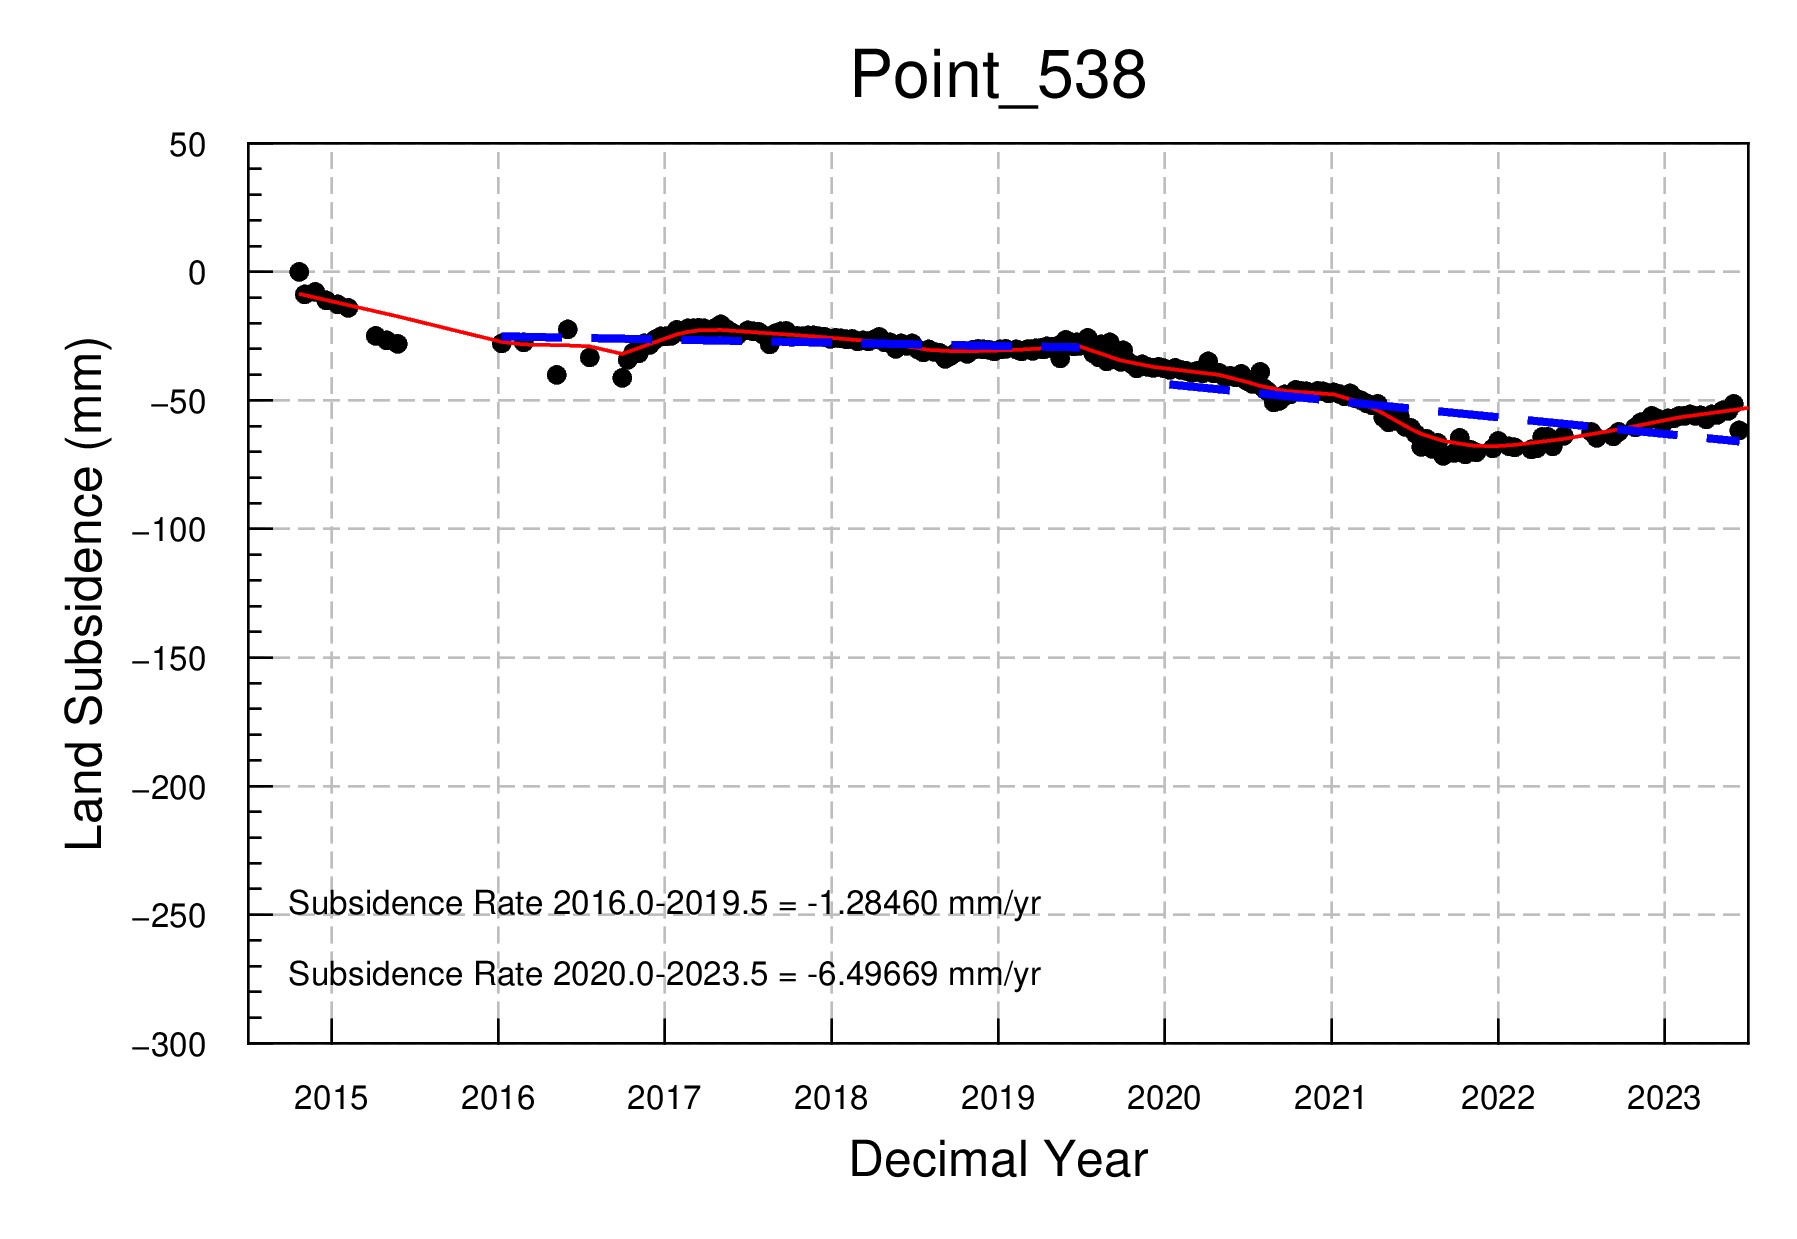 Point_538
50
0
−50
−100
−150
−200
−250
−300
Land Subsidence (mm)
Subsidence Rate 2016.0-2019.5 = -1.28460 mm/yr
Subsidence Rate 2020.0-2023.5 = -6.49669 mm/yr
2015 2016 2017 2018 2019 2020 2021 2022 2023
Decimal Year